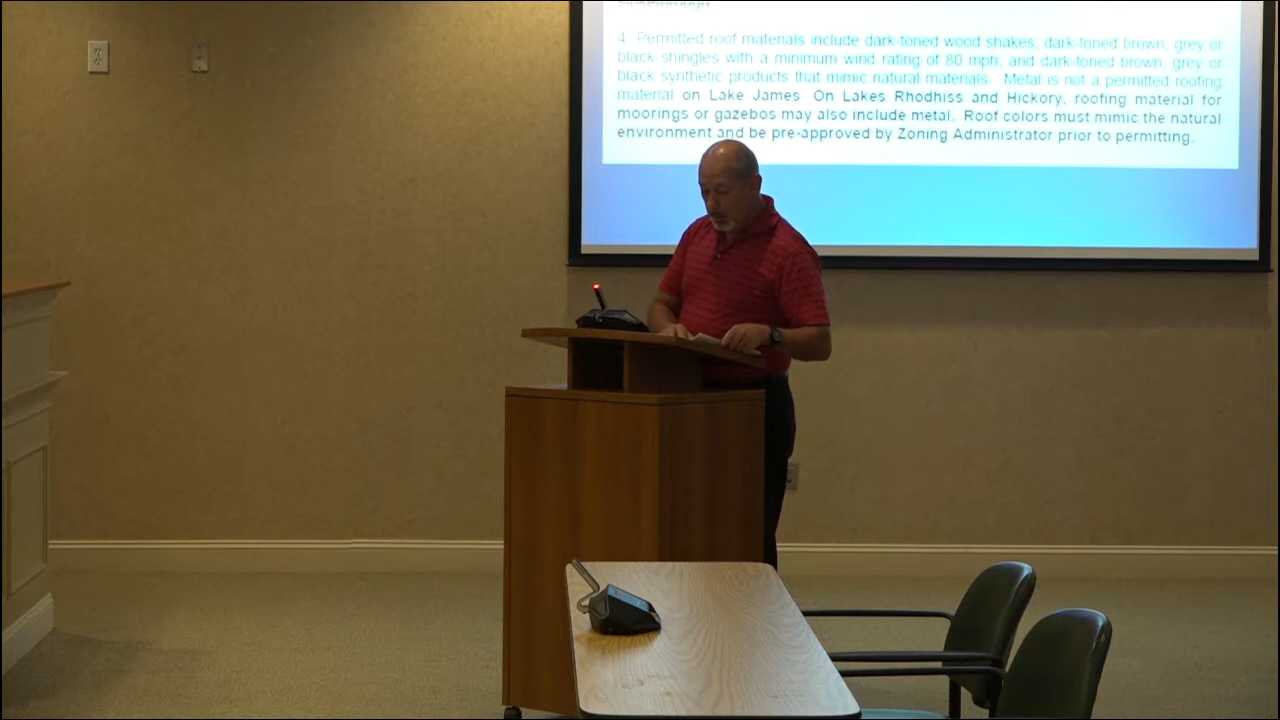 4. Permitted roof materials include dark-toned wood shakes, dark-toned brown, grey or
black shingles with a minimum wind rating of 80 mph, and dark-toned brown, grey or
black synthetic products that mimic natural materials. Metal is not a permitted roofing
material on Lake James. On Lakes Rhodhiss and Hickory, roofing material for
moorings or gazebos may also include metal. Roof colors must mimic the natural
environment and be pre-approved by Zoning Administrator prior to permitting.